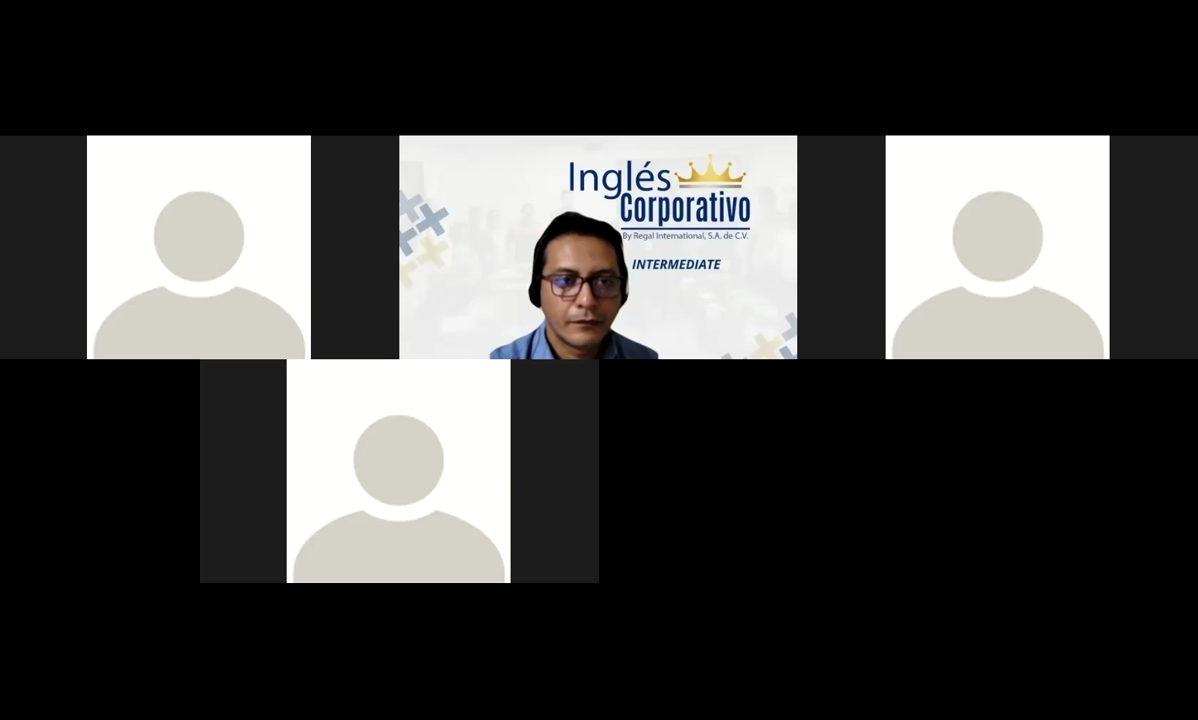 Inglés
Corporativo
By Regal International, S.A. de C.V.
INTERMEDIATE